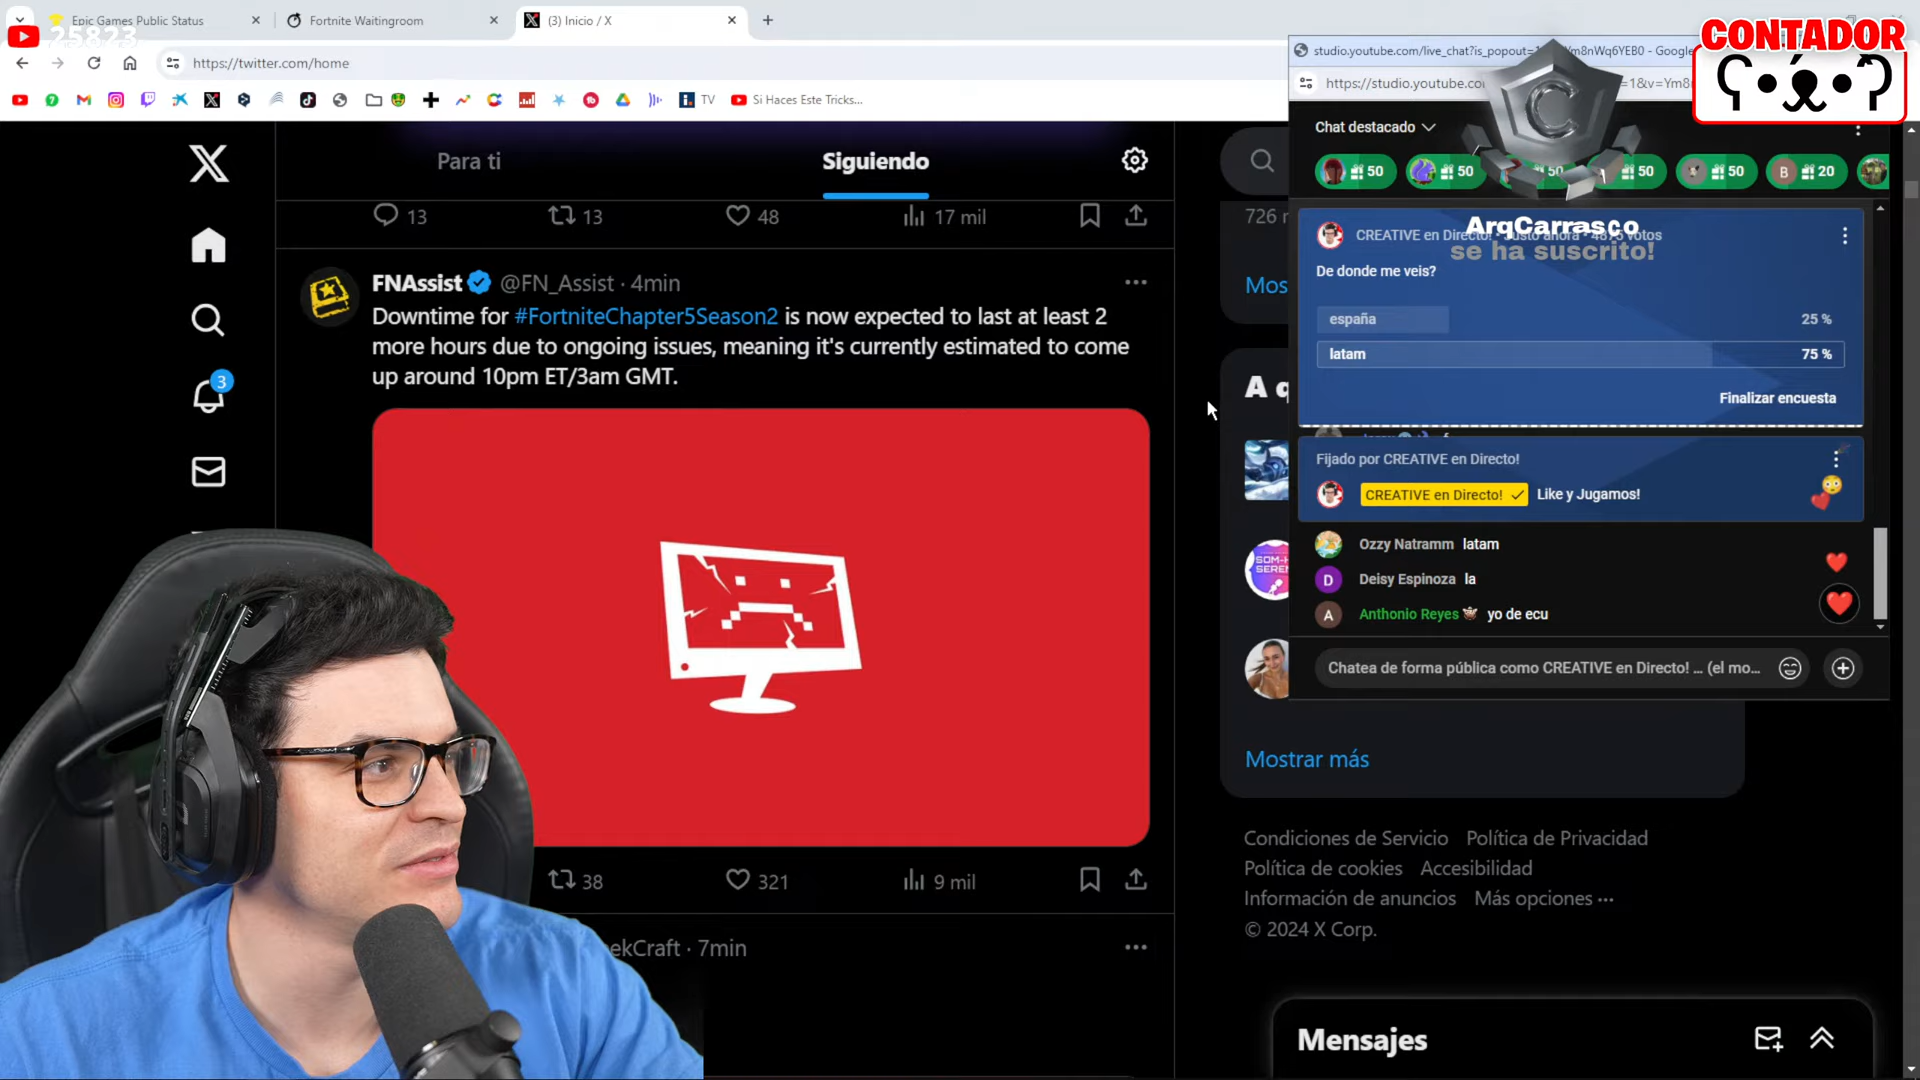 Epic Games Public Status
Fortnite Waitingroom
(3) Inicio / X
25823
https://twitter.com/home
TV
Si Haces Este Tricks...
Para ti
Siguiendo
13
13
48
17 mil
FNAssist @FN_Assist · 4min
Downtime for #FortniteChapter5Season2 is now expected to last at least 2
more hours due to ongoing issues, meaning it's currently estimated to come
up around 10pm ET/3am GMT.
38
321
9 mil
ekCraft · 7min
3
726
Mos
A q
Mostrar más
Condiciones de Servicio Política de Privacidad
Política de cookies Accesibilidad
Información de anuncios Más opciones ···
© 2024 X Corp.
Mensajes
CONTADOR
studio.youtube.com/live_chat?is_popout=
https://studio.youtube.co
Chat destacado
50
50
50
50
50
B 20
ArqCarrasco
se ha suscrito!
CREATIVE en Directo!
De donde me veis?
españa 25 %
latam 75 %
Finalizar encuesta
Fijado por CREATIVE en Directo!
CREATIVE en Directo! Like y Jugamos!
Ozzy Natramm latam
D Deisy Espinoza la
A Anthonio Reyes yo de ecu
Chatea de forma pública como CREATIVE en Directo! ... (el mo...